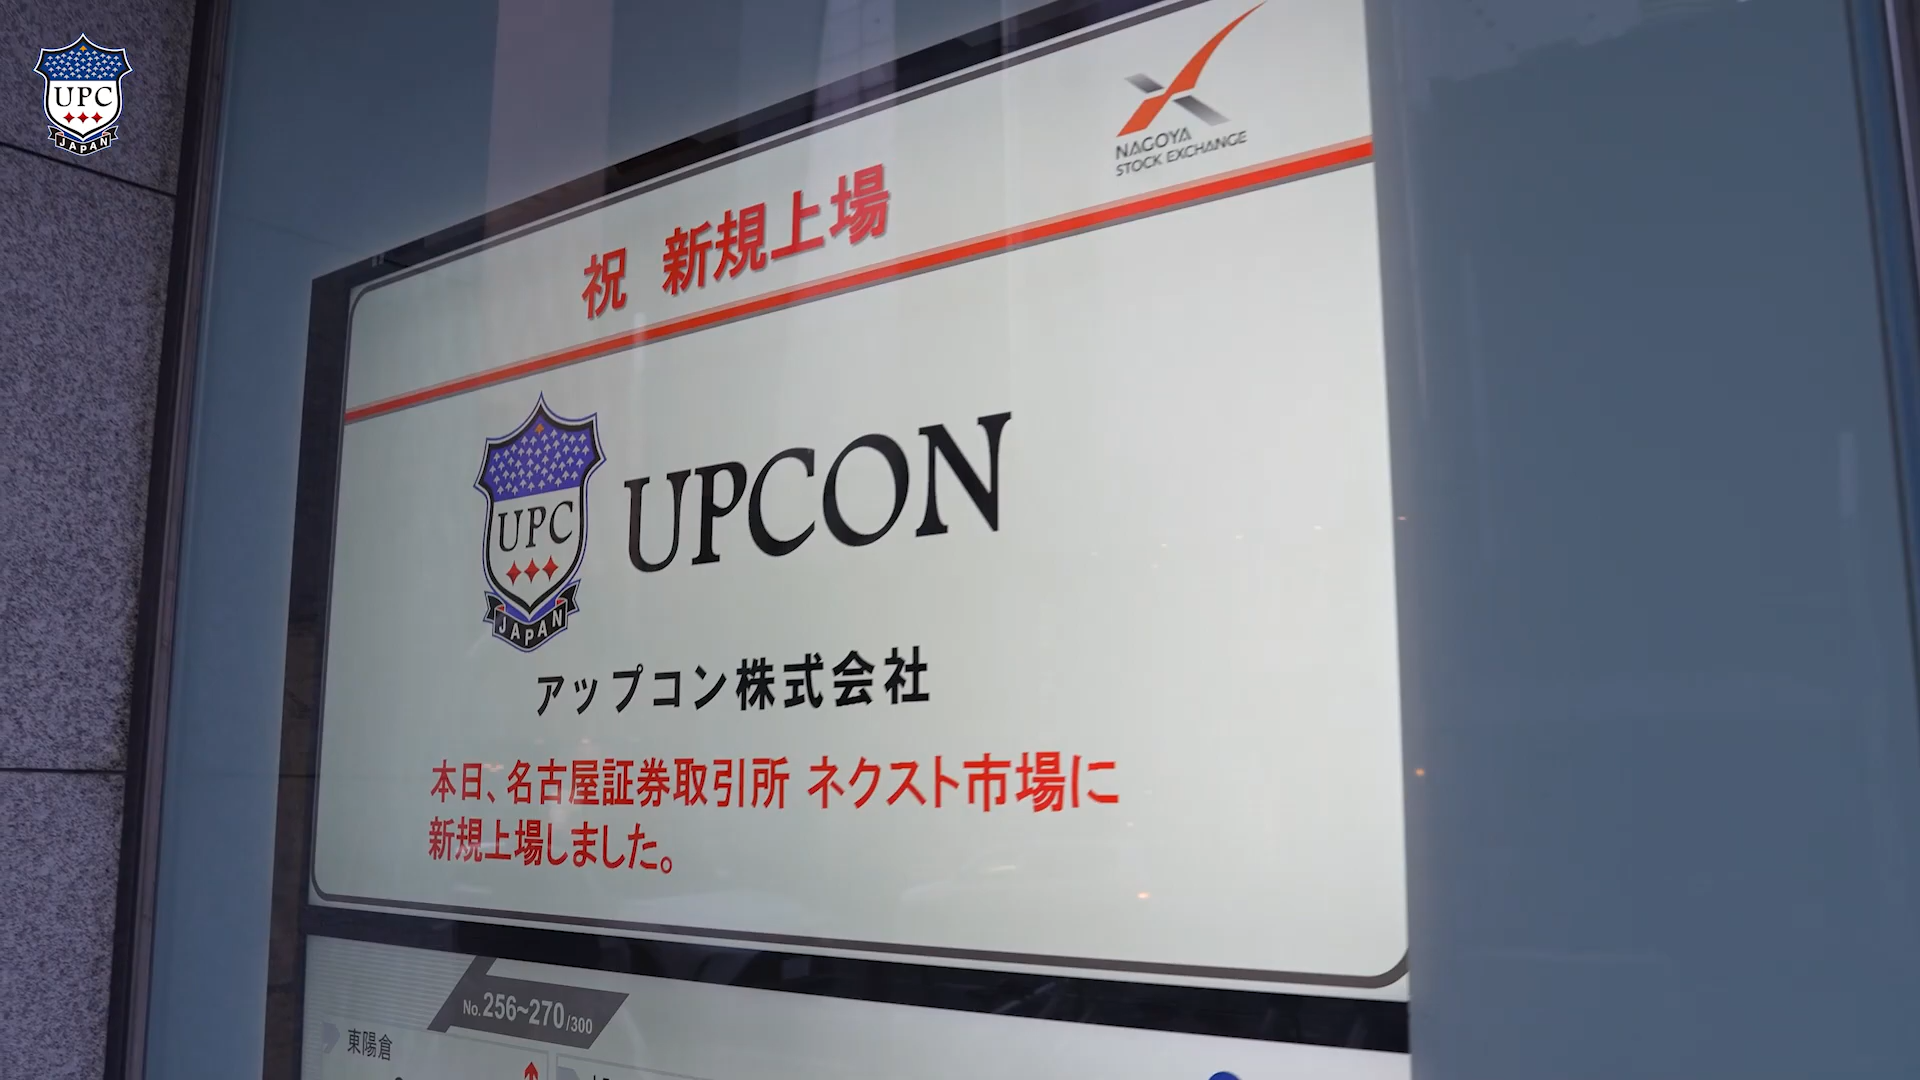 UPC
JAPAN
NAGOYA
STOCK EXCHANGE
祝 新規上場
UPC
JAPAN
UPCON
アップコン株式会社
本日、名古屋証券取引所 ネクスト市場に
新規上場しました。
No.256~270/300
東陽倉